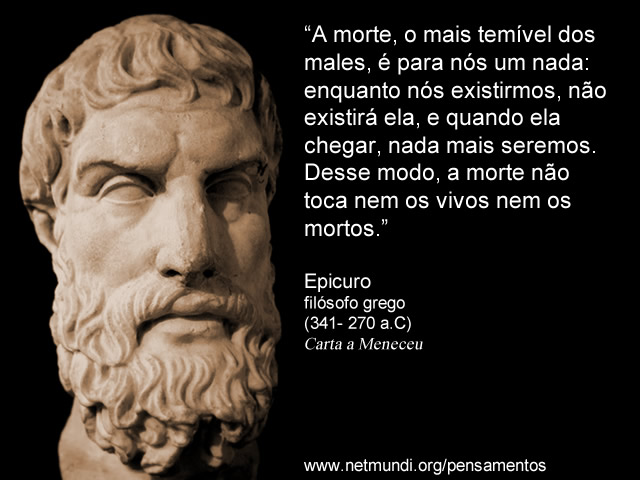 “A morte, o mais temível dos
males, é para nós um nada:
enquanto nós existirmos, não
existirá ela, e quando ela
chegar, nada mais seremos.
Desse modo, a morte não
toca nem os vivos nem os
mortos.”
Epicuro
filósofo grego
(341- 270 a.C)
Carta a Meneceu
www.netmundi.org/pensamentos